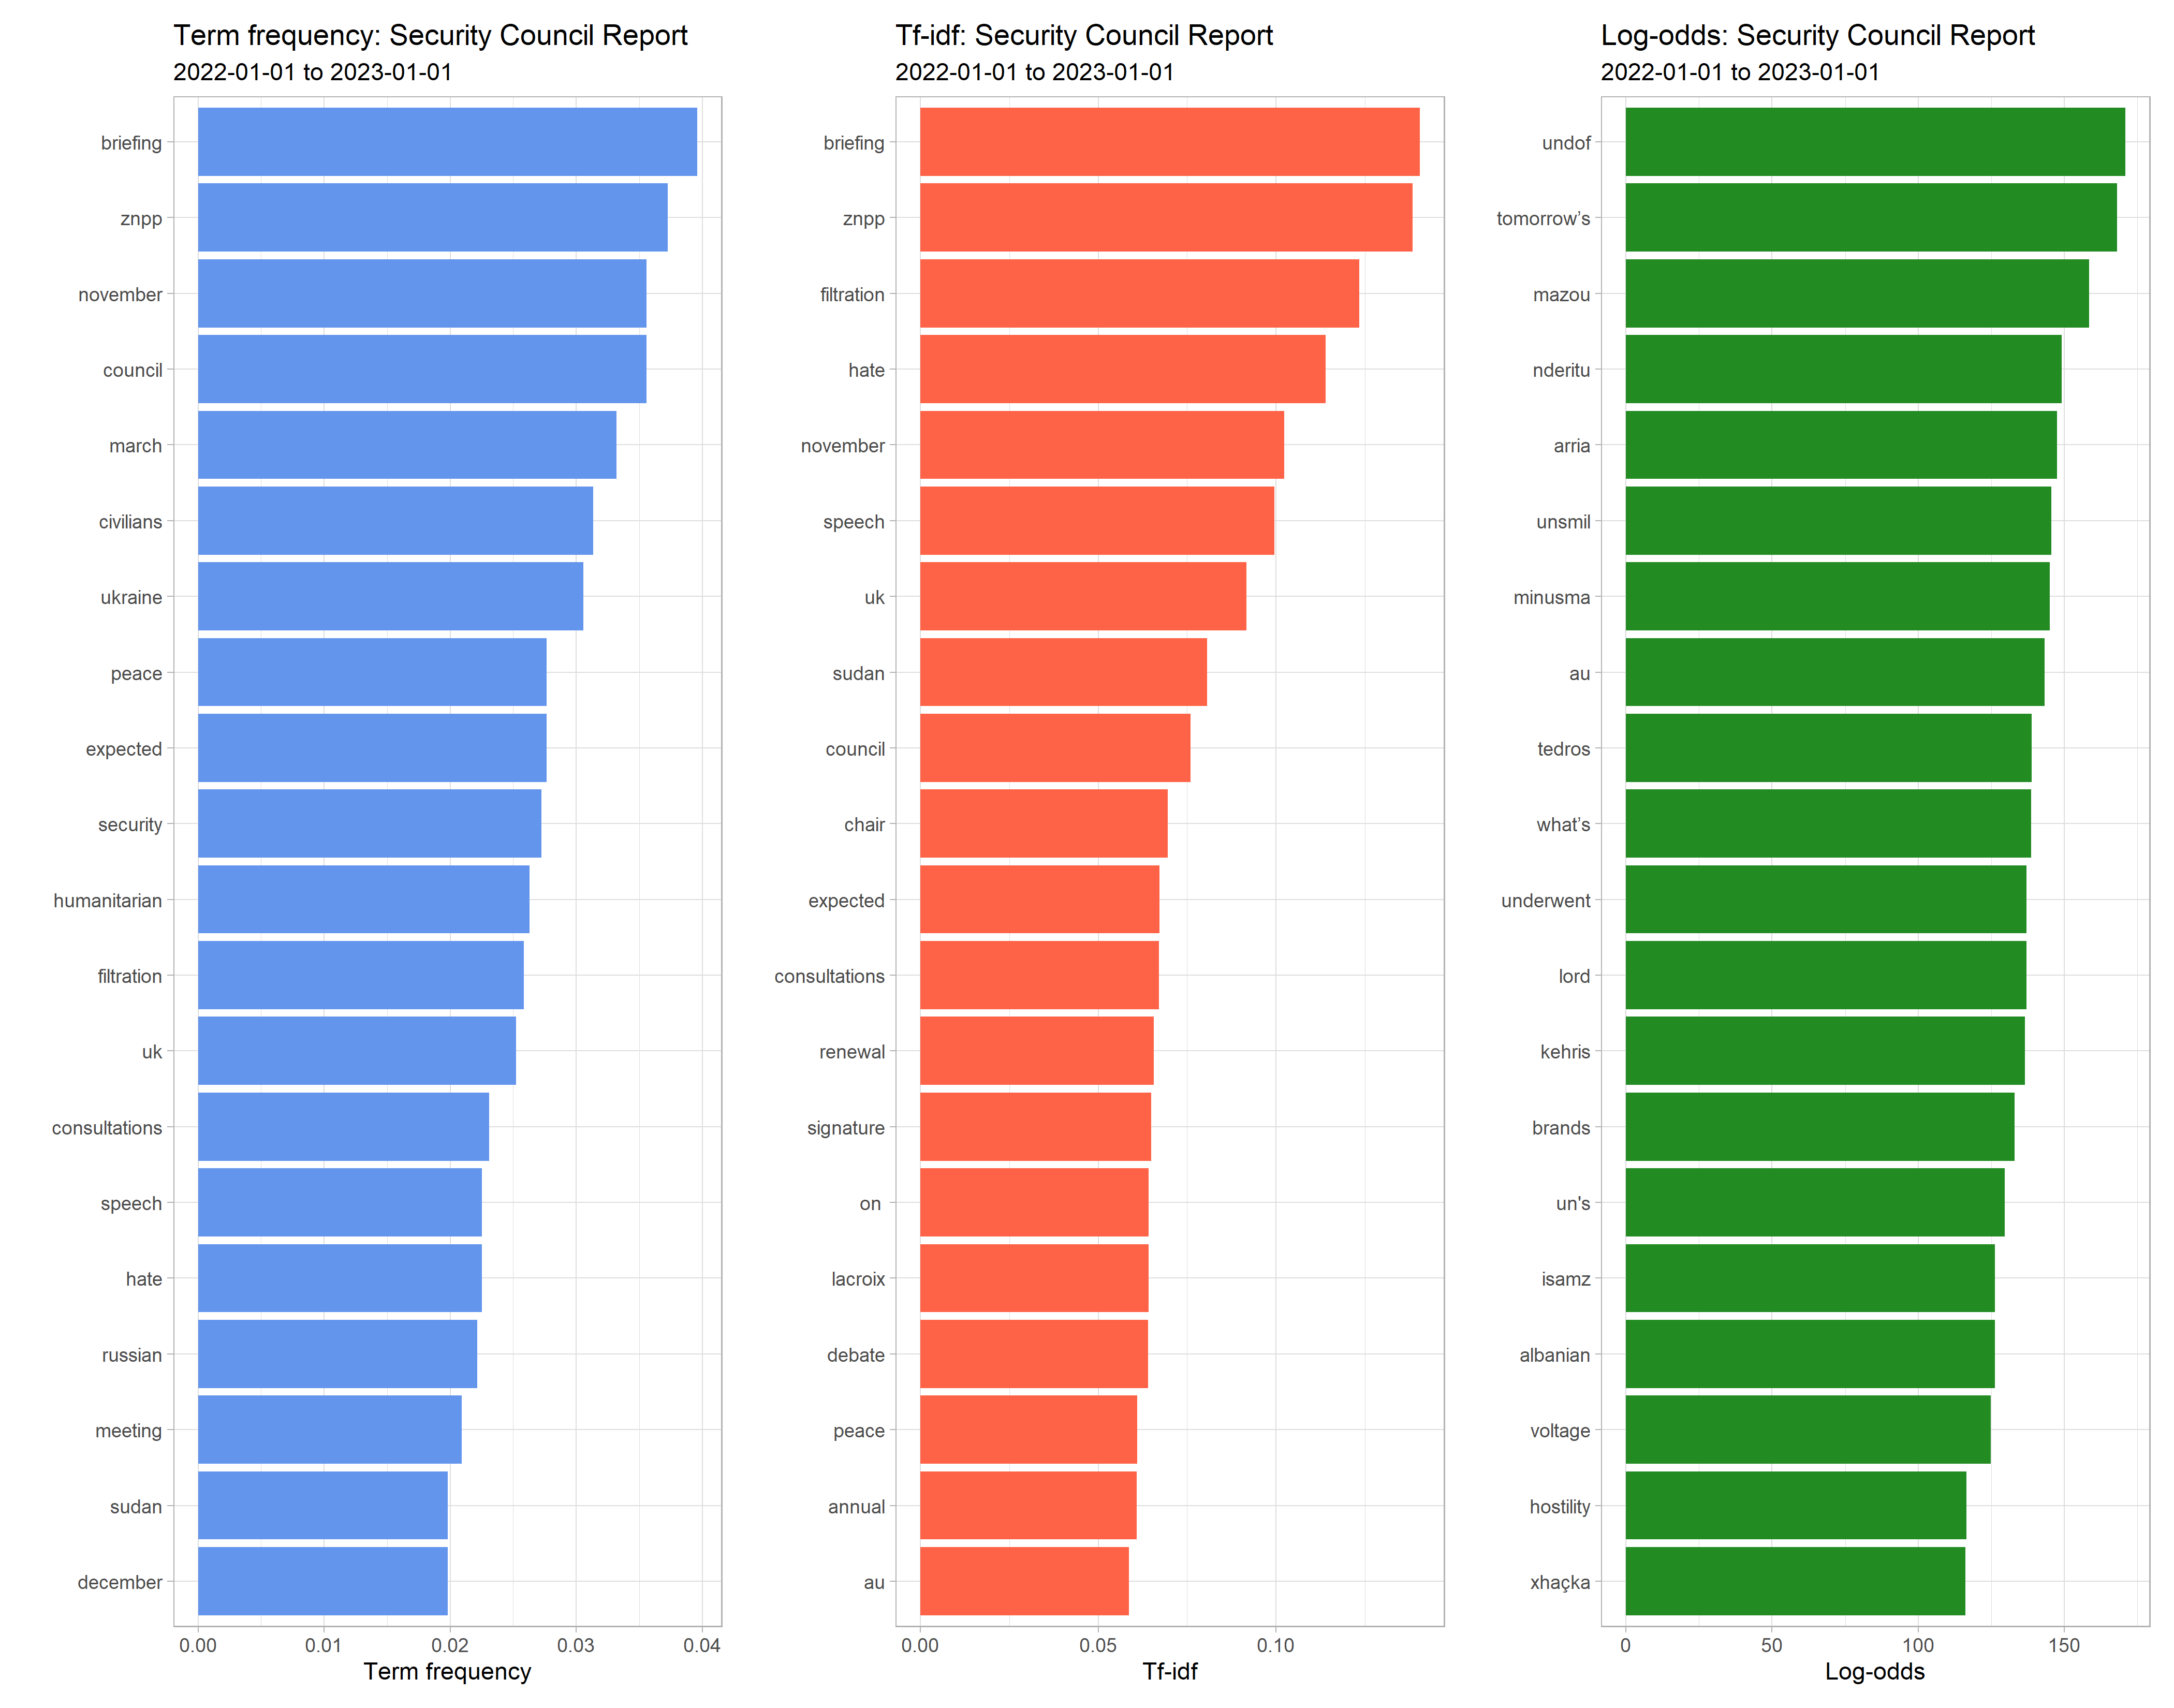 Term frequency: Security Council Report
2022-01-01 to 2023-01-01
briefing
znpp
november
council
march
civilians
ukraine
peace
expected
security
humanitarian
filtration
uk
consultations
speech
hate
russian
meeting
sudan
december
0.00 0.01 0.02 0.03 0.04
Term frequency
Tf-idf: Security Council Report
2022-01-01 to 2023-01-01
briefing
znpp
filtration
hate
november
speech
uk
sudan
council
chair
expected
consultations
renewal
signature
on
lacroix
debate
peace
annual
au
0.00 0.05 0.10
Tf-idf
Log-odds: Security Council Report
2022-01-01 to 2023-01-01
undof
tomorrow’s
mazou
nderitu
arria
unsmil
minusma
au
tedros
what’s
underwent
lord
kehris
brands
un's
isamz
albanian
voltage
hostility
xhaçka
0 50 100 150
Log-odds